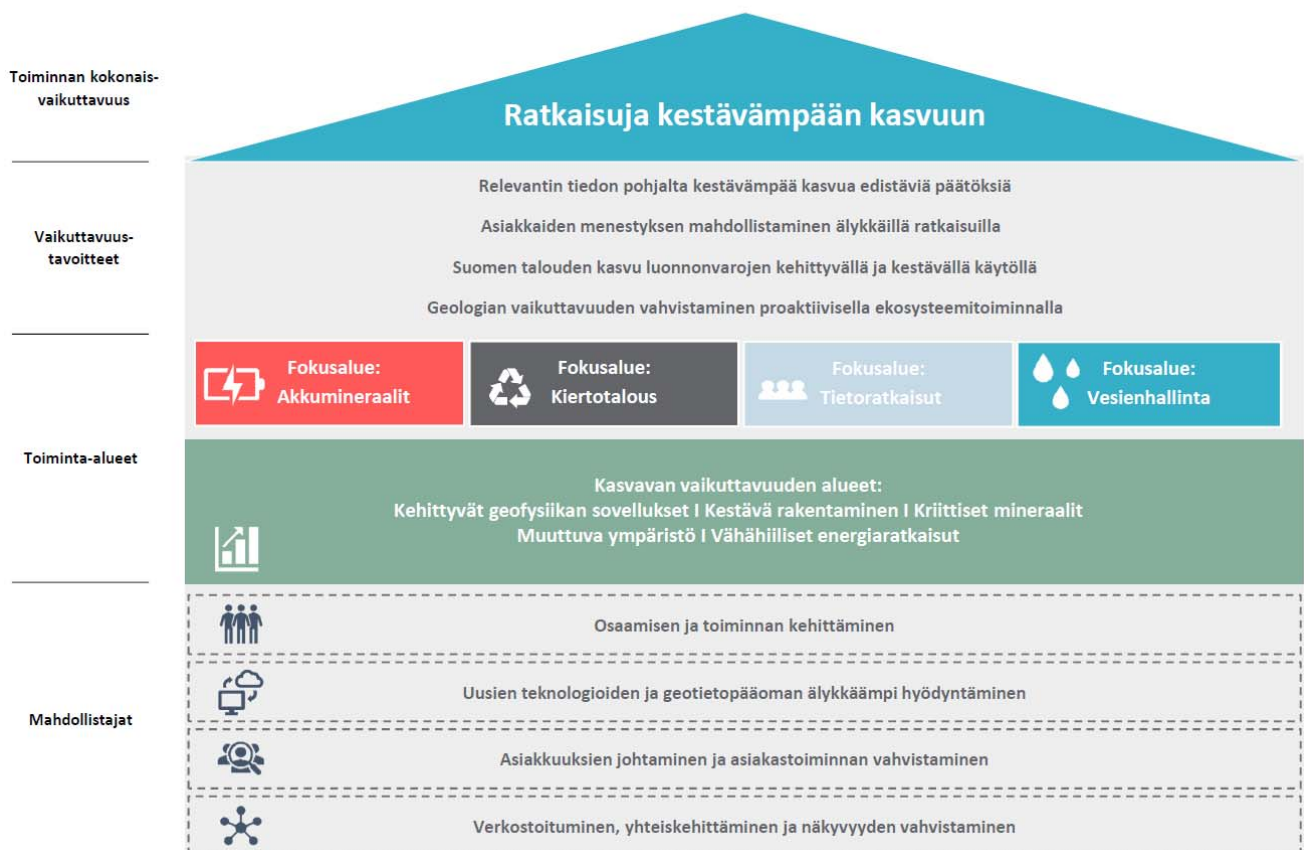 Toiminnan kokonais-
vaikuttavuus
Ratkaisuja kestävämpään kasvuun
Vaikuttavuus-
tavoitteet
Relevantin tiedon pohjalta kestävämpää kasvua edistäviä päätöksiä
Asiakkaiden menestyksen mahdollistaminen älykkäillä ratkaisuilla
Suomen talouden kasvu luonnonvarojen kehittyvällä ja kestävällä käytöllä
Geologian vaikuttavuuden vahvistaminen proaktiivisella ekosysteemitoiminnalla
Toiminta-alueet
Fokusalue:
Akkumineraalit
Fokusalue:
Kiertotalous
Fokusalue:
Tietoratkaisut
Fokusalue:
Vesienhallinta
Kasvavan vaikuttavuuden alueet:
Kehittyvät geofysiikan sovellukset I Kestävä rakentaminen I Kriittiset mineraalit
Muuttuva ympäristö I Vähähiiliset energiaratkaisut
Mahdollistajat
Osaamisen ja toiminnan kehittäminen
Uusien teknologioiden ja geotietopääoman älykkäämpi hyödyntäminen
Asiakkuuksien johtaminen ja asiakastoiminnan vahvistaminen
Verkostoituminen, yhteiskehittäminen ja näkyvyyden vahvistaminen